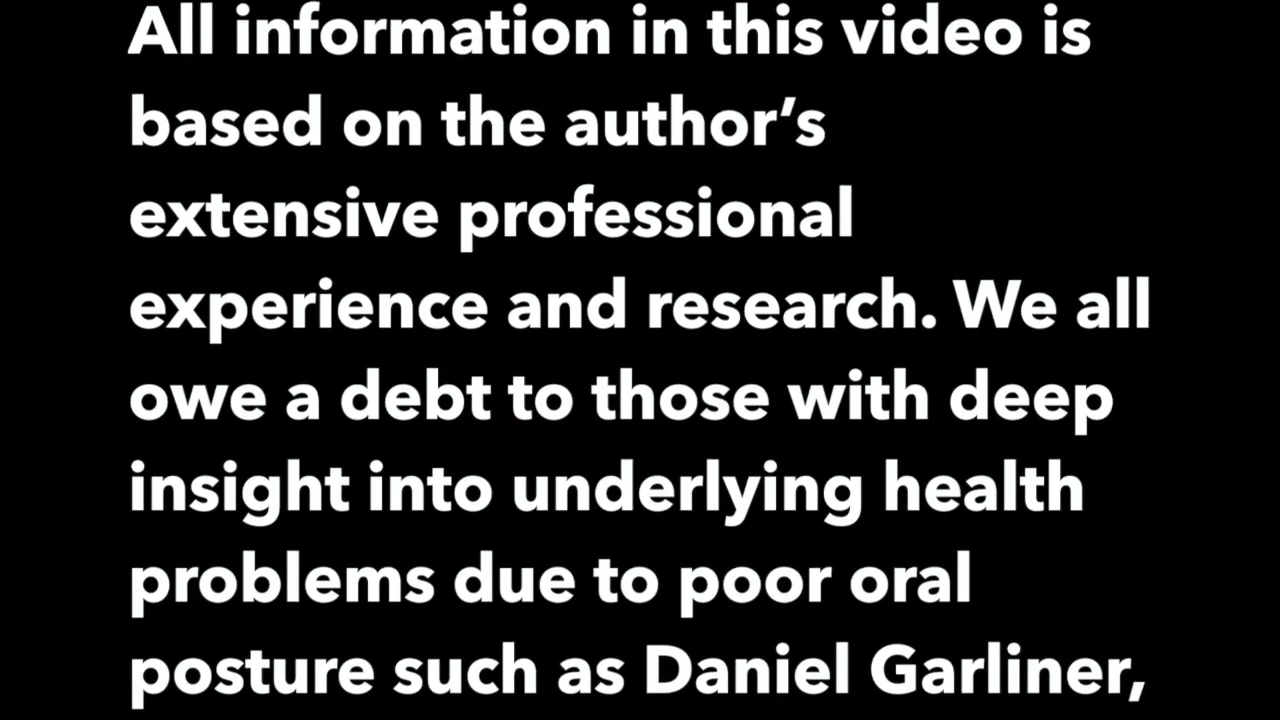 All information in this video is
based on the author’s
extensive professional
experience and research. We all
owe a debt to those with deep
insight into underlying health
problems due to poor oral
posture such as Daniel Garliner,